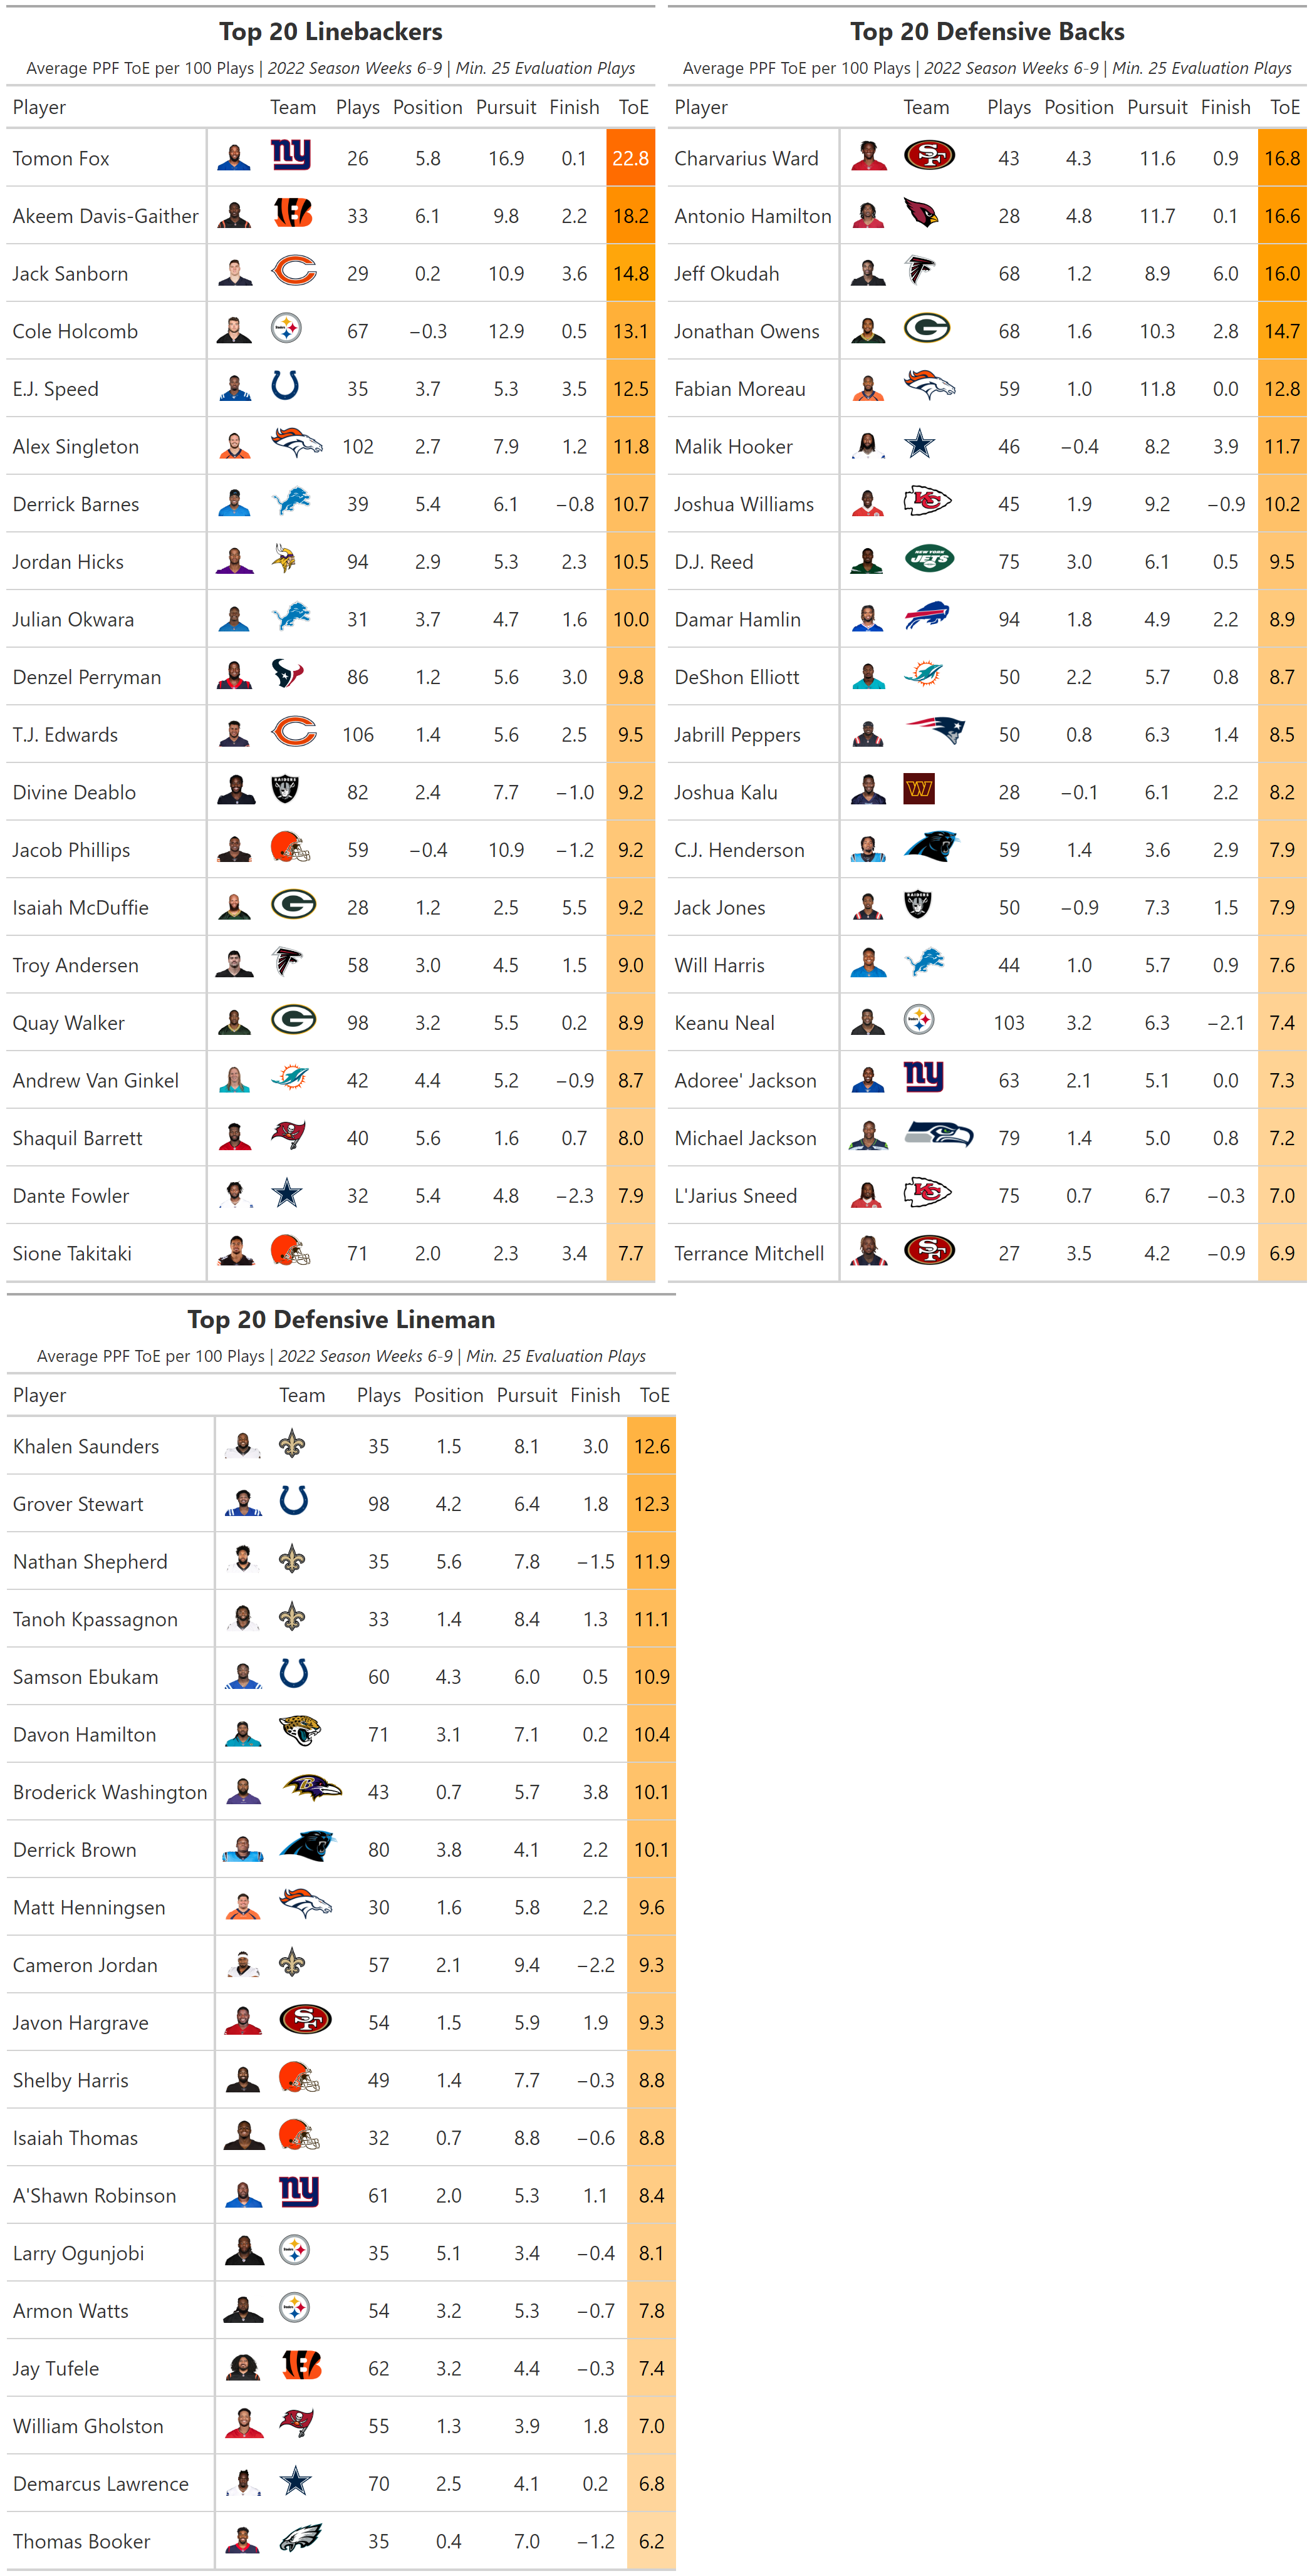 Top 20 Linebackers
Average PPF ToE per 100 Plays | 2022 Season Weeks 6-9 | Min. 25 Evaluation Plays
Player Team Plays Position Pursuit Finish ToE
Tomon Fox ny 26 5.8 16.9 0.1 22.8
Akeem Davis-Gaither 33 6.1 9.8 2.2 18.2
Jack Sanborn 29 0.2 10.9 3.6 14.8
Cole Holcomb 67 −0.3 12.9 0.5 13.1
E.J. Speed 35 3.7 5.3 3.5 12.5
Alex Singleton 102 2.7 7.9 1.2 11.8
Derrick Barnes 39 5.4 6.1 −0.8 10.7
Jordan Hicks 94 2.9 5.3 2.3 10.5
Julian Okwara 31 3.7 4.7 1.6 10.0
Denzel Perryman 86 1.2 5.6 3.0 9.8
T.J. Edwards 106 1.4 5.6 2.5 9.5
Divine Deablo RAIDERS 82 2.4 7.7 −1.0 9.2
Jacob Phillips 59 −0.4 10.9 −1.2 9.2
Isaiah McDuffie G 28 1.2 2.5 5.5 9.2
Troy Andersen 58 3.0 4.5 1.5 9.0
Quay Walker G 98 3.2 5.5 0.2 8.9
Andrew Van Ginkel 42 4.4 5.2 −0.9 8.7
Shaquil Barrett 40 5.6 1.6 0.7 8.0
Dante Fowler 32 5.4 4.8 −2.3 7.9
Sione Takitaki 71 2.0 2.3 3.4 7.7
Top 20 Defensive Backs
Average PPF ToE per 100 Plays | 2022 Season Weeks 6-9 | Min. 25 Evaluation Plays
Player Team Plays Position Pursuit Finish ToE
Charvarius Ward SF 43 4.3 11.6 0.9 16.8
Antonio Hamilton 28 4.8 11.7 0.1 16.6
Jeff Okudah 68 1.2 8.9 6.0 16.0
Jonathan Owens G 68 1.6 10.3 2.8 14.7
Fabian Moreau 59 1.0 11.8 0.0 12.8
Malik Hooker 46 −0.4 8.2 3.9 11.7
Joshua Williams KC 45 1.9 9.2 −0.9 10.2
D.J. Reed NEW YORK JETS 75 3.0 6.1 0.5 9.5
Damar Hamlin 94 1.8 4.9 2.2 8.9
DeShon Elliott 50 2.2 5.7 0.8 8.7
Jabrill Peppers 50 0.8 6.3 1.4 8.5
Joshua Kalu W 28 −0.1 6.1 2.2 8.2
C.J. Henderson 59 1.4 3.6 2.9 7.9
Jack Jones RAIDERS 50 −0.9 7.3 1.5 7.9
Will Harris 44 1.0 5.7 0.9 7.6
Keanu Neal 103 3.2 6.3 −2.1 7.4
Adoree' Jackson ny 63 2.1 5.1 0.0 7.3
Michael Jackson 79 1.4 5.0 0.8 7.2
L'Jarius Sneed KC 75 0.7 6.7 −0.3 7.0
Terrance Mitchell SF 27 3.5 4.2 −0.9 6.9
Top 20 Defensive Lineman
Average PPF ToE per 100 Plays | 2022 Season Weeks 6-9 | Min. 25 Evaluation Plays
Player Team Plays Position Pursuit Finish ToE
Khalen Saunders 35 1.5 8.1 3.0 12.6
Grover Stewart 98 4.2 6.4 1.8 12.3
Nathan Shepherd 35 5.6 7.8 −1.5 11.9
Tanoh Kpassagnon 33 1.4 8.4 1.3 11.1
Samson Ebukam 60 4.3 6.0 0.5 10.9
Davon Hamilton 71 3.1 7.1 0.2 10.4
Broderick Washington B 43 0.7 5.7 3.8 10.1
Derrick Brown 80 3.8 4.1 2.2 10.1
Matt Henningsen 30 1.6 5.8 2.2 9.6
Cameron Jordan 57 2.1 9.4 −2.2 9.3
Javon Hargrave SF 54 1.5 5.9 1.9 9.3
Shelby Harris 49 1.4 7.7 −0.3 8.8
Isaiah Thomas 32 0.7 8.8 −0.6 8.8
A'Shawn Robinson ny 61 2.0 5.3 1.1 8.4
Larry Ogunjobi 35 5.1 3.4 −0.4 8.1
Armon Watts 54 3.2 5.3 −0.7 7.8
Jay Tufele 62 3.2 4.4 −0.3 7.4
William Gholston 55 1.3 3.9 1.8 7.0
Demarcus Lawrence 70 2.5 4.1 0.2 6.8
Thomas Booker 35 0.4 7.0 −1.2 6.2